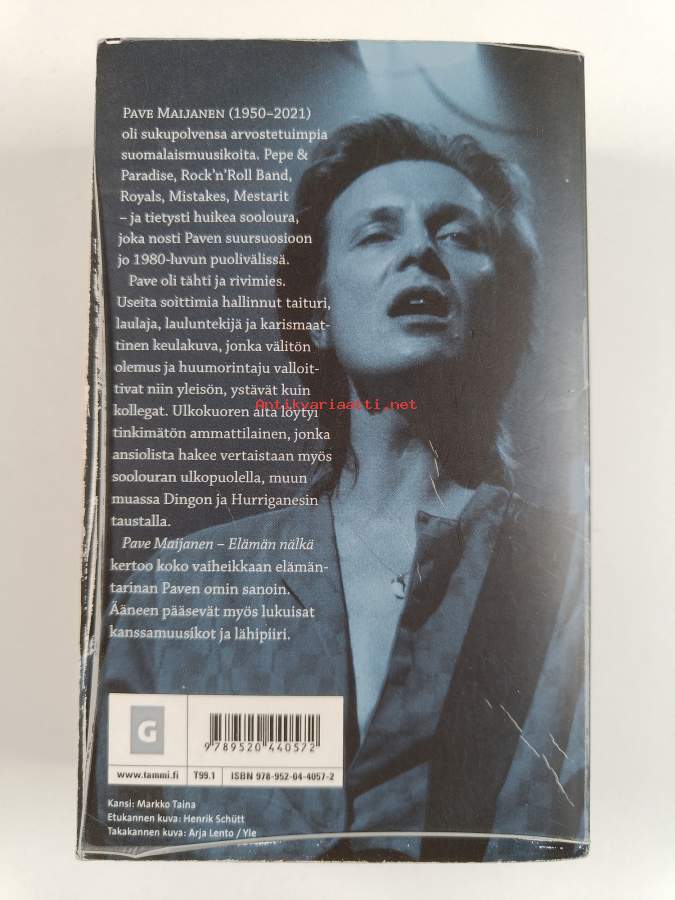 PAVE MAIJANEN (1950–2021)
oli sukupolvensa arvostetuimpia
suomalaismuusikoita. Pepe &
Paradise, Rock'n'Roll Band,
Royals, Mistakes, Mestarit
– ja tietysti huikea sooloura,
joka nosti Paven suursuosioon
jo 1980-luvun puolivälissä.
Pave oli tähti ja rivimies.
Useita soittimia hallinnut taituri,
laulaja, lauluntekijä ja karismaat-
tinen keulakuva, jonka välitön
olemus ja huumorintaju valloit-
tivat niin yleisön, ystävät kuin
kollegat. Ulkokuoren alta löytyi
tinkimätön ammattilainen, jonka
ansiolista hakee vertaistaan myös
soolouran ulkopuolella, muun
muassa Dingon ja Hurriganesin
taustalla.
Pave Maijanen – Elämän nälkä
kertoo koko vaiheikkaan elämän-
tarinan Paven omin sanoin.
Ääneen pääsevät myös lukuisat
kanssamuusikot ja lähipiiri.
Antikvariaatti.net
G
9 789520 440572
www.tammi.fi T99.1 ISBN 978-952-04-4057-2
Kansi: Markko Taina
Etukannen kuva: Henrik Schütt
Takakannen kuva: Arja Lento / Yle